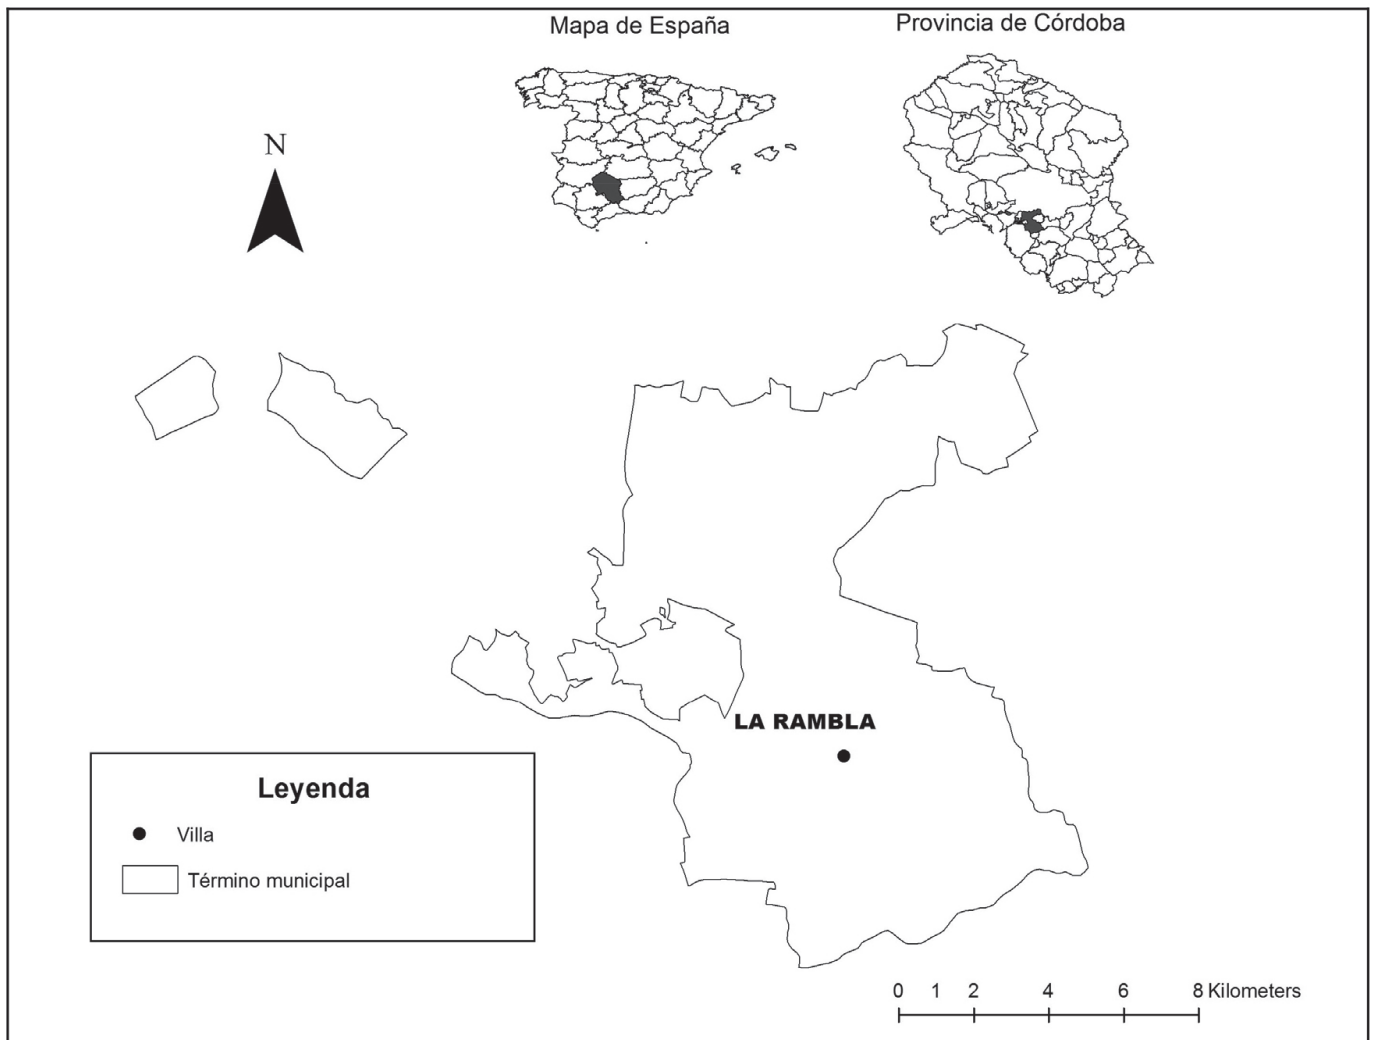 Mapa de España
Provincia de Córdoba
N
LA RAMBLA
Leyenda
Villa
Término municipal
0 1 2 4 6 8 Kilometers